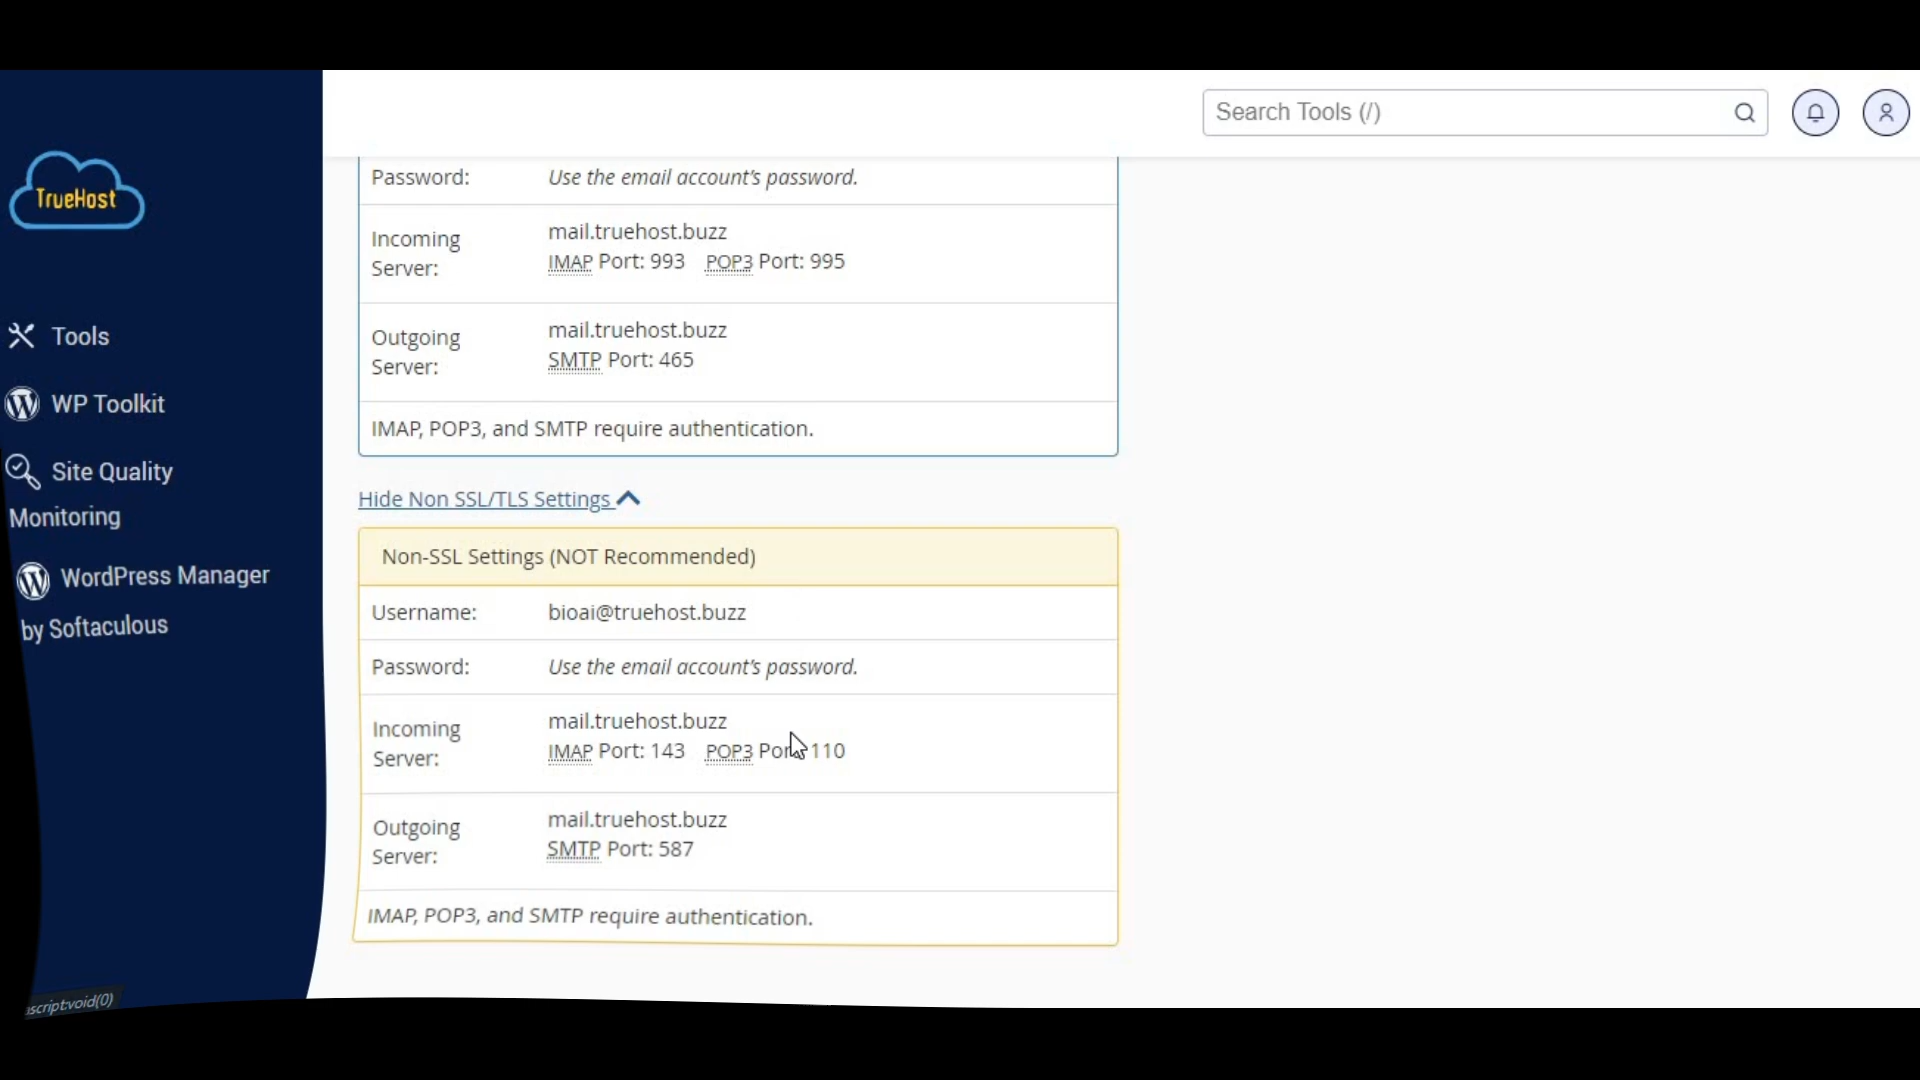 Search Tools (/)
TrueHost
Tools
WP Toolkit
Site Quality
Monitoring
WordPress Manager
by Softaculous
Password: Use the email account's password.
Incoming
Server:
mail.truehost.buzz
IMAP Port: 993 POP3 Port: 995
Outgoing
Server:
mail.truehost.buzz
SMTP Port: 465
IMAP, POP3, and SMTP require authentication.
Hide Non SSL/TLS Settings
Non-SSL Settings (NOT Recommended)
Username: bioai@truehost.buzz
Password: Use the email account's password.
Incoming
Server:
mail.truehost.buzz
IMAP Port: 143 POP3 Port: 110
Outgoing
Server:
mail.truehost.buzz
SMTP Port: 587
IMAP, POP3, and SMTP require authentication.
ascript:void(0)